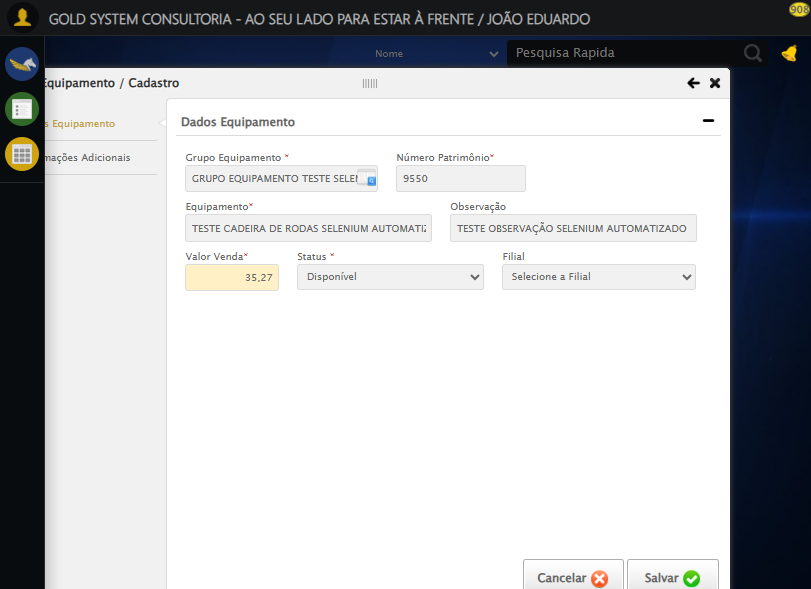 GOLD SYSTEM CONSULTORIA - AO SEU LADO PARA ESTAR À FRENTE / JOÃO EDUARDO
908
Nome
Pesquisa Rapida
Equipamento / Cadastro
s Equipamento
mações Adicionais
Dados Equipamento
Grupo Equipamento *
Número Patrimônio*
GRUPO EQUIPAMENTO TESTE SELEN
9550
Equipamento*
Observação
TESTE CADEIRA DE RODAS SELENIUM AUTOMATIZ
TESTE OBSERVAÇÃO SELENIUM AUTOMATIZADO
Valor Venda*
Status *
Filial
35,27
Disponível
Selecione a Filial
Cancelar
Salvar